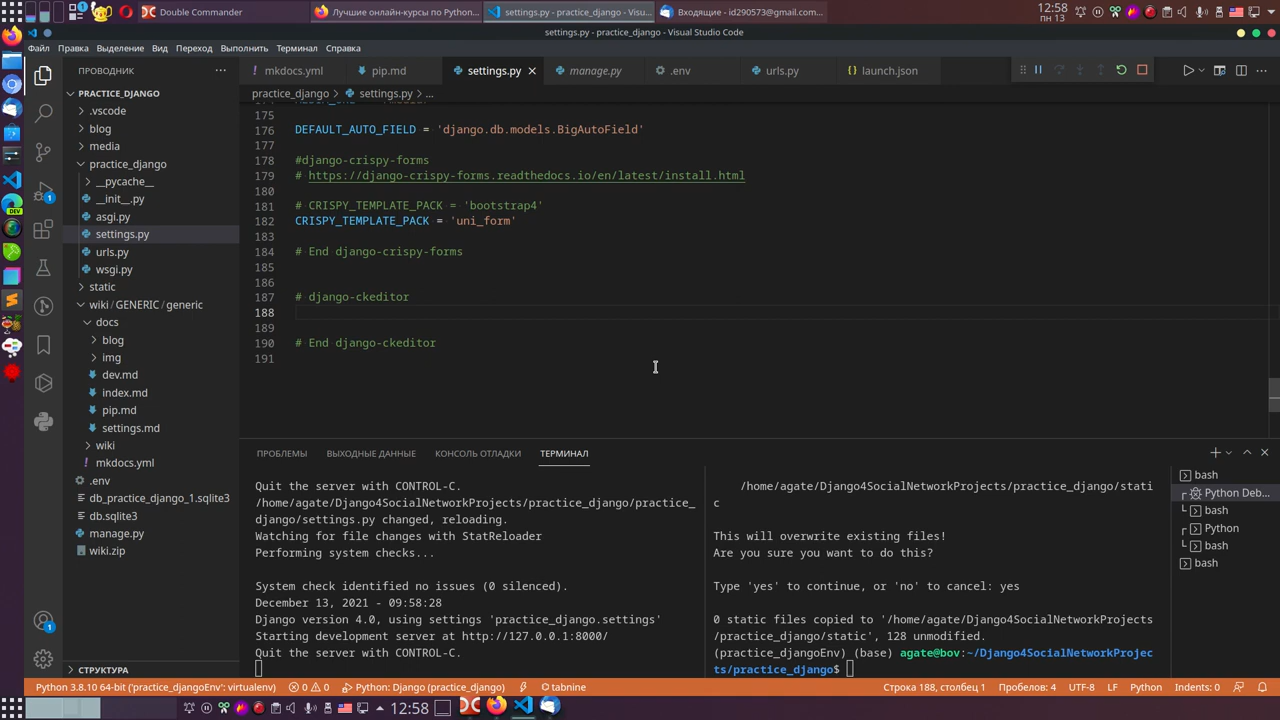 Double Commander
Лучшие онлайн-курсы по Python...
settings.py - practice_django - Visu...
Входящие - id290573@gmail.com...
12:58
пн 13
settings.py - practice_django - Visual Studio Code
Файл Правка Выделение Вид Переход Выполнить Терминал Справка
ПРОВОДНИК
mkdocs.yml
pip.md
settings.py
manage.py
.env
urls.py
launch.json
PRACTICE_DJANGO
practice_django > settings.py > ...
.vscode
blog
media
practice_django
__pycache__
__init__.py
asgi.py
settings.py
urls.py
wsgi.py
static
wiki/GENERIC/generic
docs
blog
img
dev.md
index.md
pip.md
settings.md
wiki
mkdocs.yml
.env
db_practice_django_1.sqlite3
db.sqlite3
manage.py
wiki.zip
СТРУКТУРА
175
176 DEFAULT_AUTO_FIELD = 'django.db.models.BigAutoField'
177
178 #django-crispy-forms
179 # https://django-crispy-forms.readthedocs.io/en/latest/install.html
180
181 # CRISPY_TEMPLATE_PACK = 'bootstrap4'
182 CRISPY_TEMPLATE_PACK = 'uni_form'
183
184 # End django-crispy-forms
185
186
187 # django-ckeditor
188
189
190 # End django-ckeditor
191
ПРОБЛЕМЫ ВЫХОДНЫЕ ДАННЫЕ КОНСОЛЬ ОТЛАДКИ ТЕРМИНАЛ
Quit the server with CONTROL-C.
/home/agate/Django4SocialNetworkProjects/practice_django/practice_
django/settings.py changed, reloading.
Watching for file changes with StatReloader
Performing system checks...
System check identified no issues (0 silenced).
December 13, 2021 - 09:58:28
Django version 4.0, using settings 'practice_django.settings'
Starting development server at http://127.0.0.1:8000/
Quit the server with CONTROL-C.
/home/agate/Django4SocialNetworkProjects/practice_django/stati
c
This will overwrite existing files!
Are you sure you want to do this?
Type 'yes' to continue, or 'no' to cancel: yes
0 static files copied to '/home/agate/Django4SocialNetworkProjects
/practice_django/static', 128 unmodified.
(practice_djangoEnv) (base) agate@bov:~/Django4SocialNetworkProjec
ts/practice_django$
bash
Python Deb...
bash
Python
bash
bash
Python 3.8.10 64-bit ('practice_djangoEnv': virtualenv)
0 0
Python: Django (practice_django)
tabnine
Строка 188, столбец 1
Пробелов: 4
UTF-8
LF
Python
Indents: 0
12:58